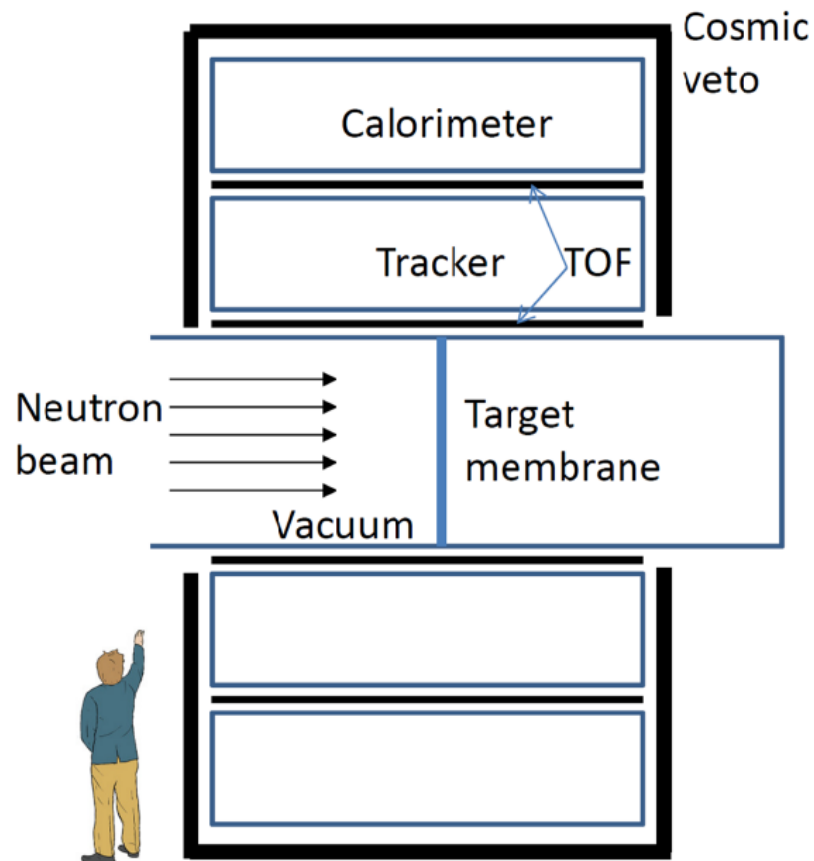 Cosmic
veto
Calorimeter
Tracker
TOF
Neutron
beam
Target
membrane
Vacuum